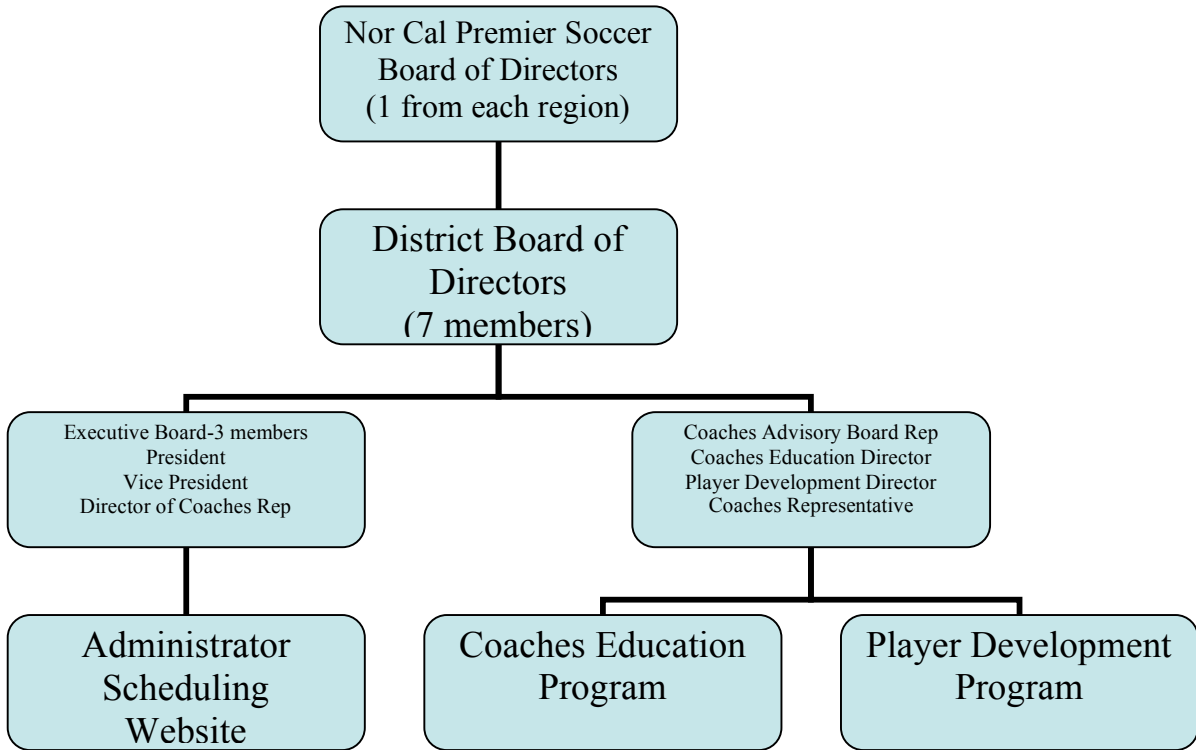 Nor Cal Premier Soccer
Board of Directors
(1 from each region)
District Board of
Directors
(7 members)
Executive Board-3 members
President
Vice President
Director of Coaches Rep
Coaches Advisory Board Rep
Coaches Education Director
Player Development Director
Coaches Representative
Administrator
Scheduling
Website
Coaches Education
Program
Player Development
Program